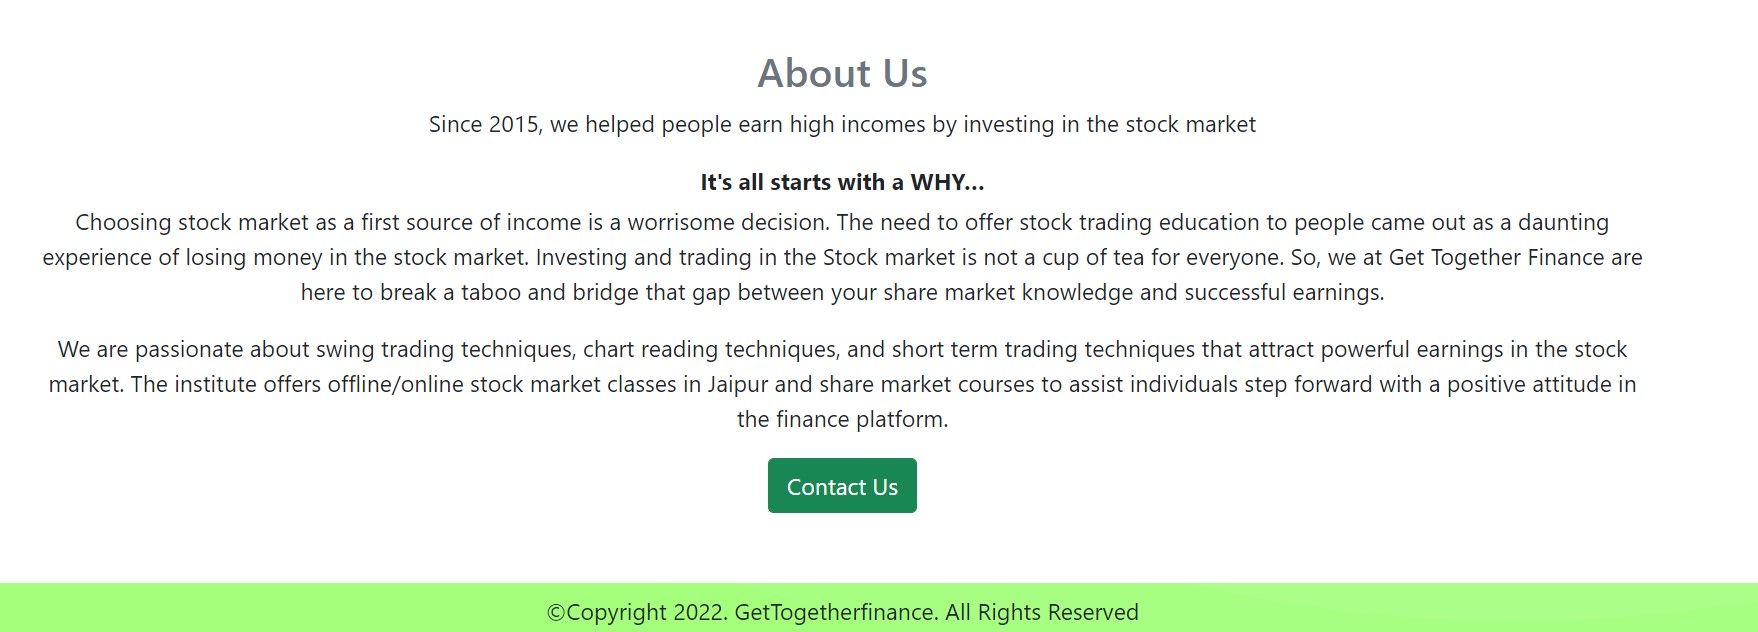 About Us
Since 2015, we helped people earn high incomes by investing in the stock market
It's all starts with a WHY...
Choosing stock market as a first source of income is a worrisome decision. The need to offer stock trading education to people came out as a daunting
experience of losing money in the stock market. Investing and trading in the Stock market is not a cup of tea for everyone. So, we at Get Together Finance are
here to break a taboo and bridge that gap between your share market knowledge and successful earnings.
We are passionate about swing trading techniques, chart reading techniques, and short term trading techniques that attract powerful earnings in the stock
market. The institute offers offline/online stock market classes in Jaipur and share market courses to assist individuals step forward with a positive attitude in
the finance platform.
Contact Us
©Copyright 2022. GetTogetherfinance. All Rights Reserved